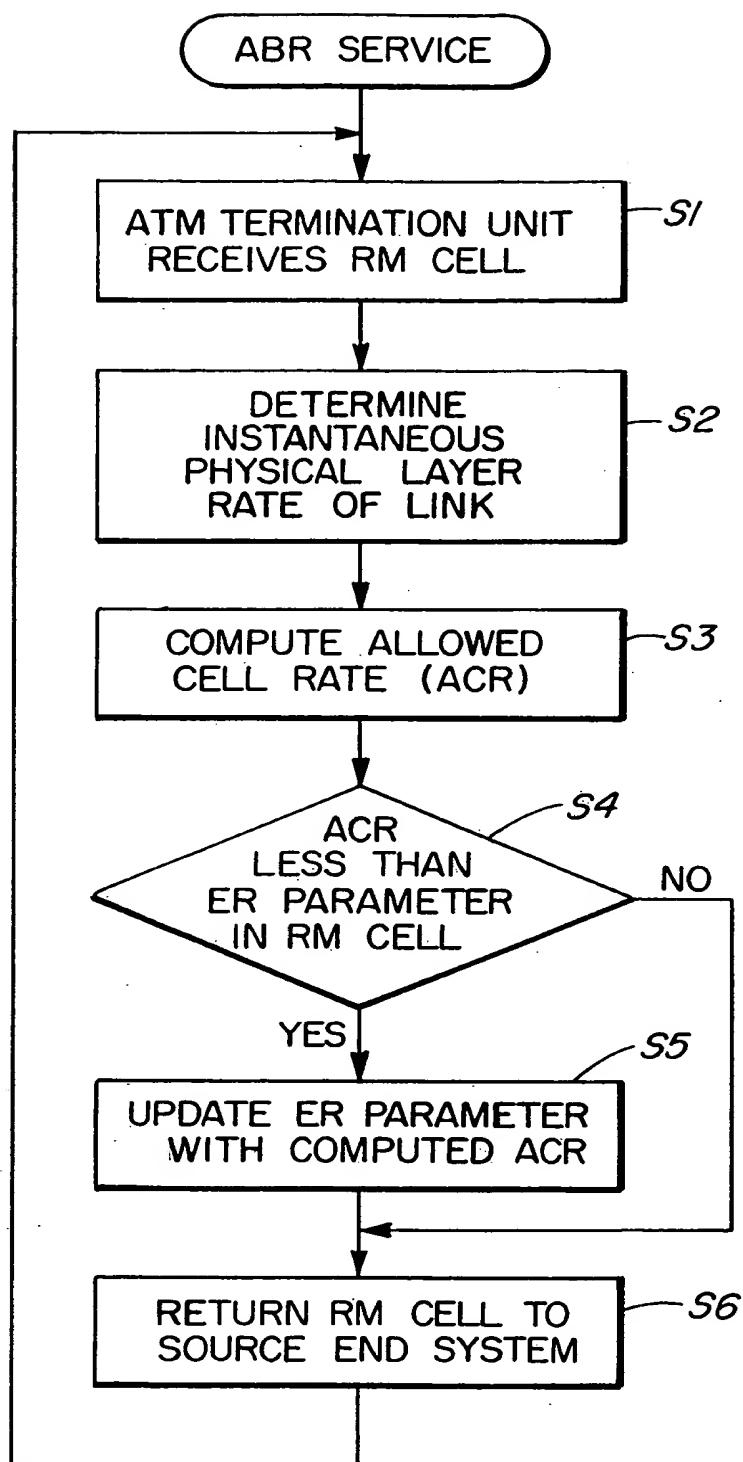 ABR SERVICE
ATM TERMINATION UNIT
RECEIVES RM CELL
S1
DETERMINE
INSTANTANEOUS
PHYSICAL LAYER
RATE OF LINK
S2
COMPUTE ALLOWED
CELL RATE (ACR)
S3
ACR
LESS THAN
ER PARAMETER
IN RM CELL
S4
NO
YES
S5
UPDATE ER PARAMETER
WITH COMPUTED ACR
RETURN RM CELL TO
SOURCE END SYSTEM
S6